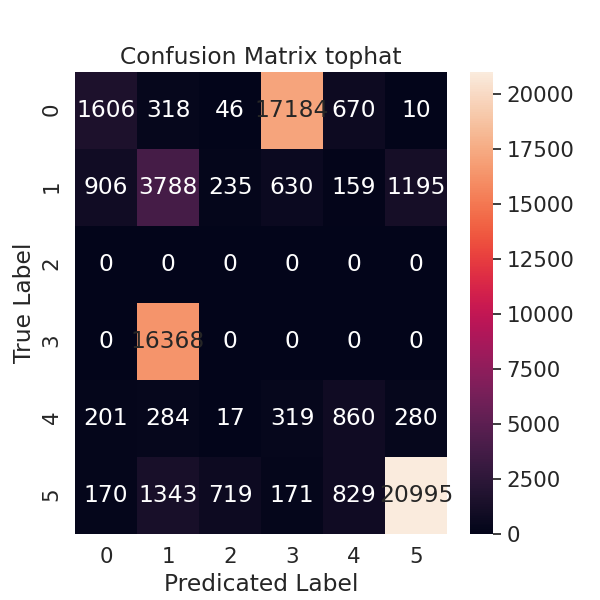 Confusion Matrix tophat
0 1606 318 46 17184 670 10
1 906 3788 235 630 159 1195
2 0 0 0 0 0 0
3 0 16368 0 0 0 0
4 201 284 17 319 860 280
5 170 1343 719 171 829 20995
0 1 2 3 4 5
Predicated Label
True Label
20000
17500
15000
12500
10000
7500
5000
2500
0